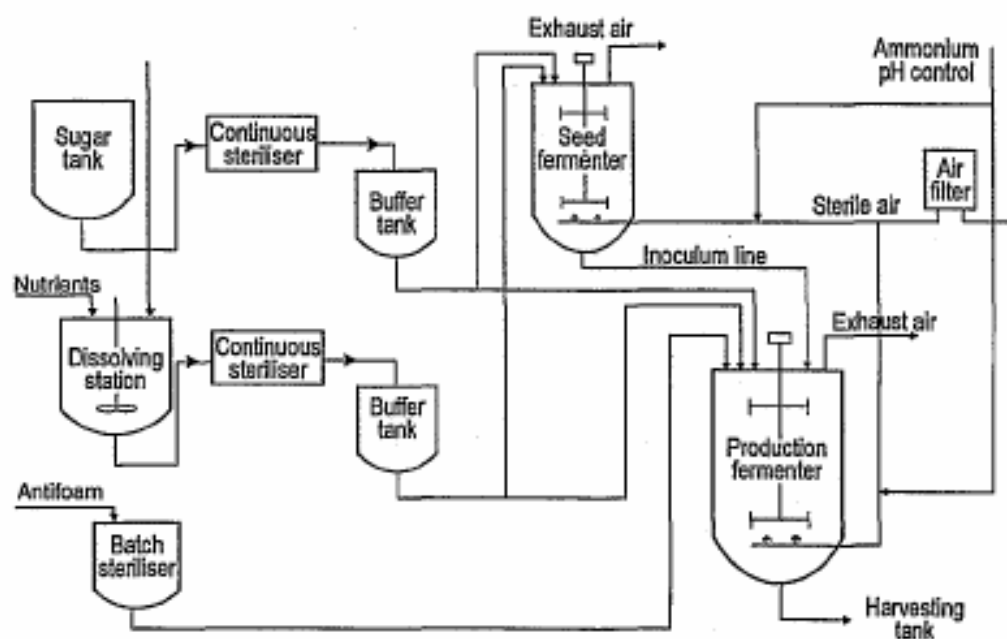 Exhaust air
Ammonium
pH control
Sugar
tank
Continuous
steriliser
Seed
fermenter
Air
filter
Buffer
tank
Sterile air
Inoculum line
Nutrients
Exhaust air
Dissolving
station
Continuous
steriliser
Buffer
tank
Production
fermenter
Antifoam
Batch
steriliser
Harvesting
tank